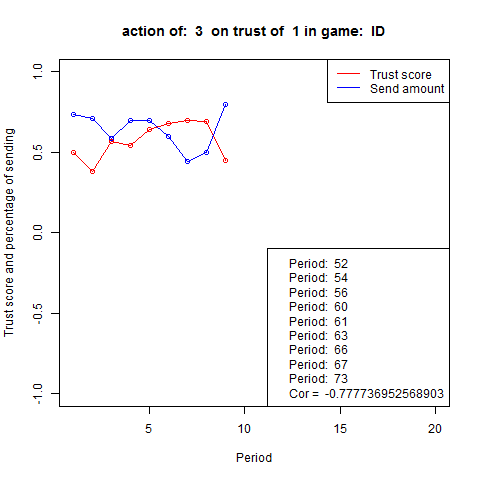 action of:  3  on trust of  1 in game:  ID
Trust score
Send amount
1.0
0.5
0.0
-0.5
-1.0
Trust score and percentage of sending
Period:  52
Period:  54
Period:  56
Period:  60
Period:  61
Period:  63
Period:  66
Period:  67
Period:  73
Cor =  -0.777736952568903
5 10 15 20
Period